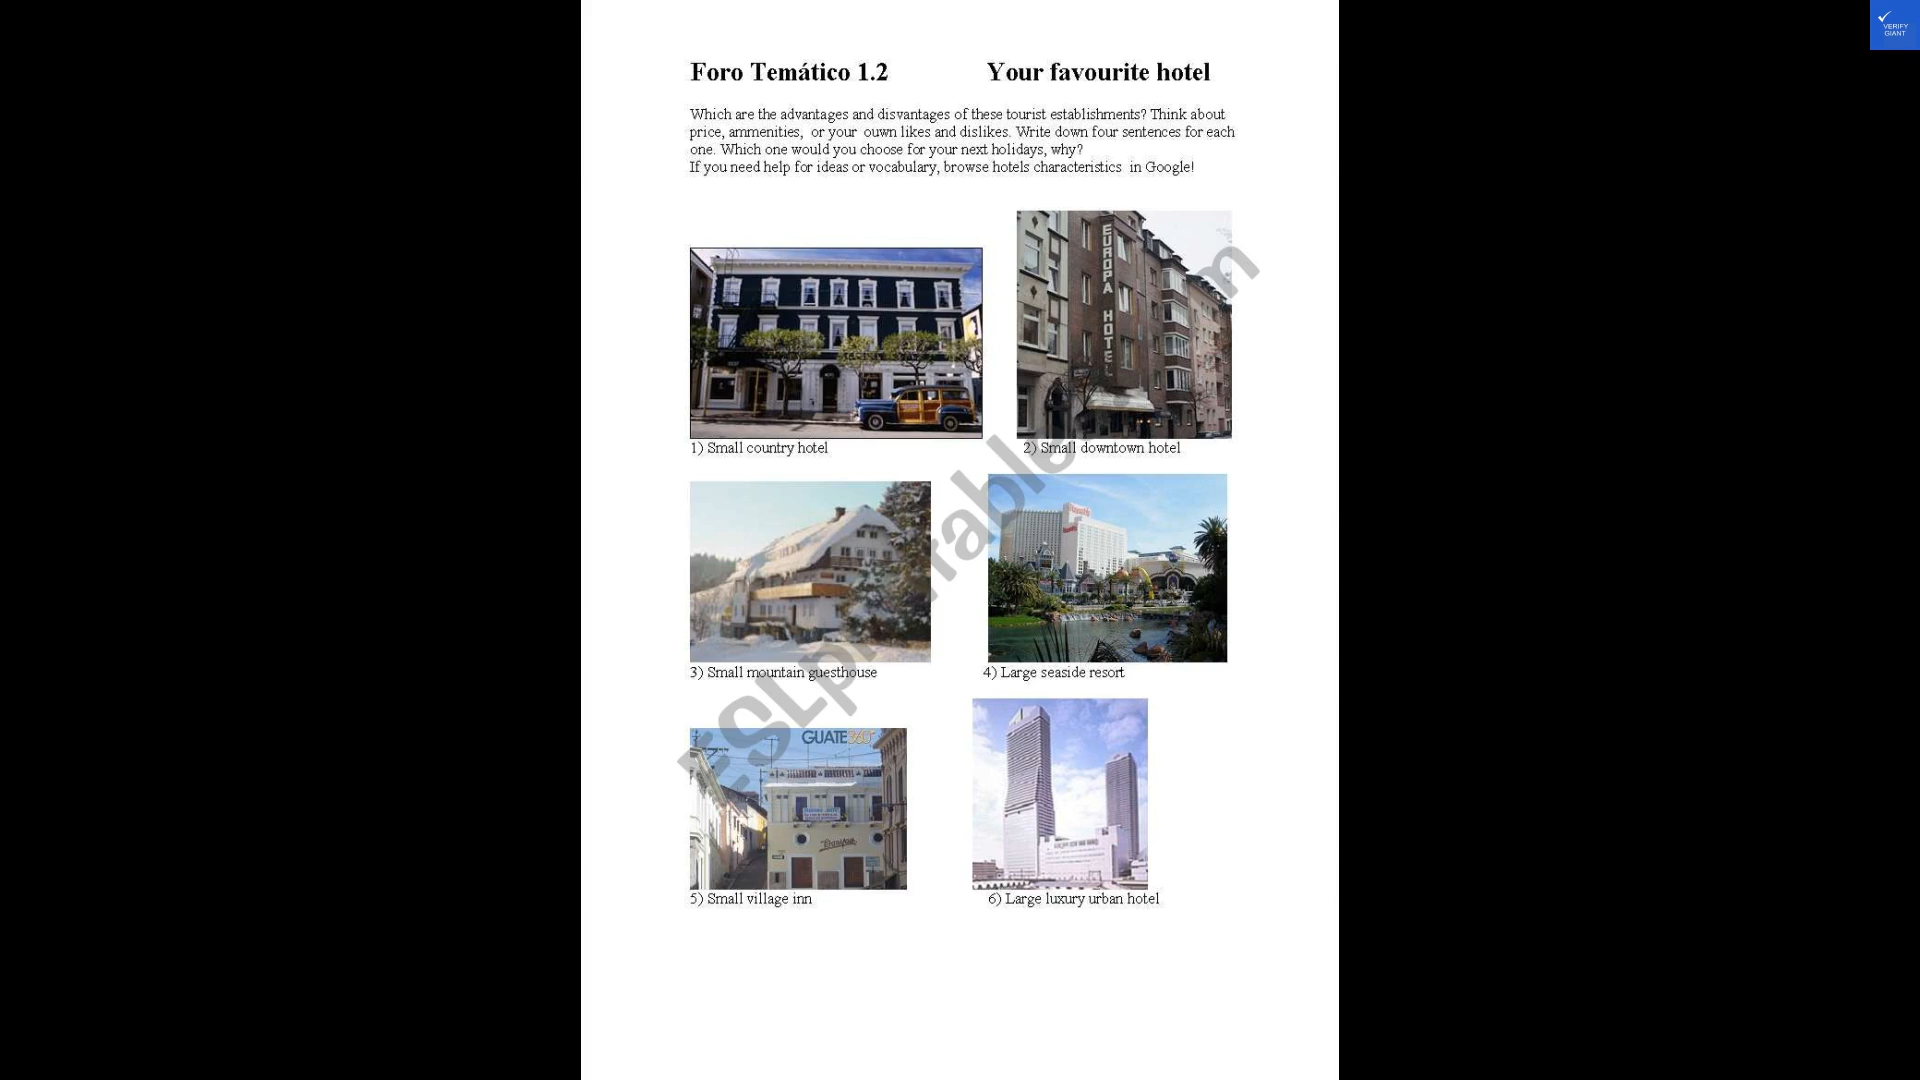 VERIFY
GIANT
Foro Temático 1.2 Your favourite hotel
Which are the advantages and disvantages of these tourist establishments? Think about
price, ammenities, or your ouwn likes and dislikes. Write down four sentences for each
one. Which one would you choose for your next holidays, why?
If you need help for ideas or vocabulary, browse hotels characteristics in Google!
EUROPA HOTEL
1) Small country hotel
2) Small downtown hotel
3) Small mountain guesthouse
4) Large seaside resort
GUATE360°
5) Small village inn
6) Large luxury urban hotel